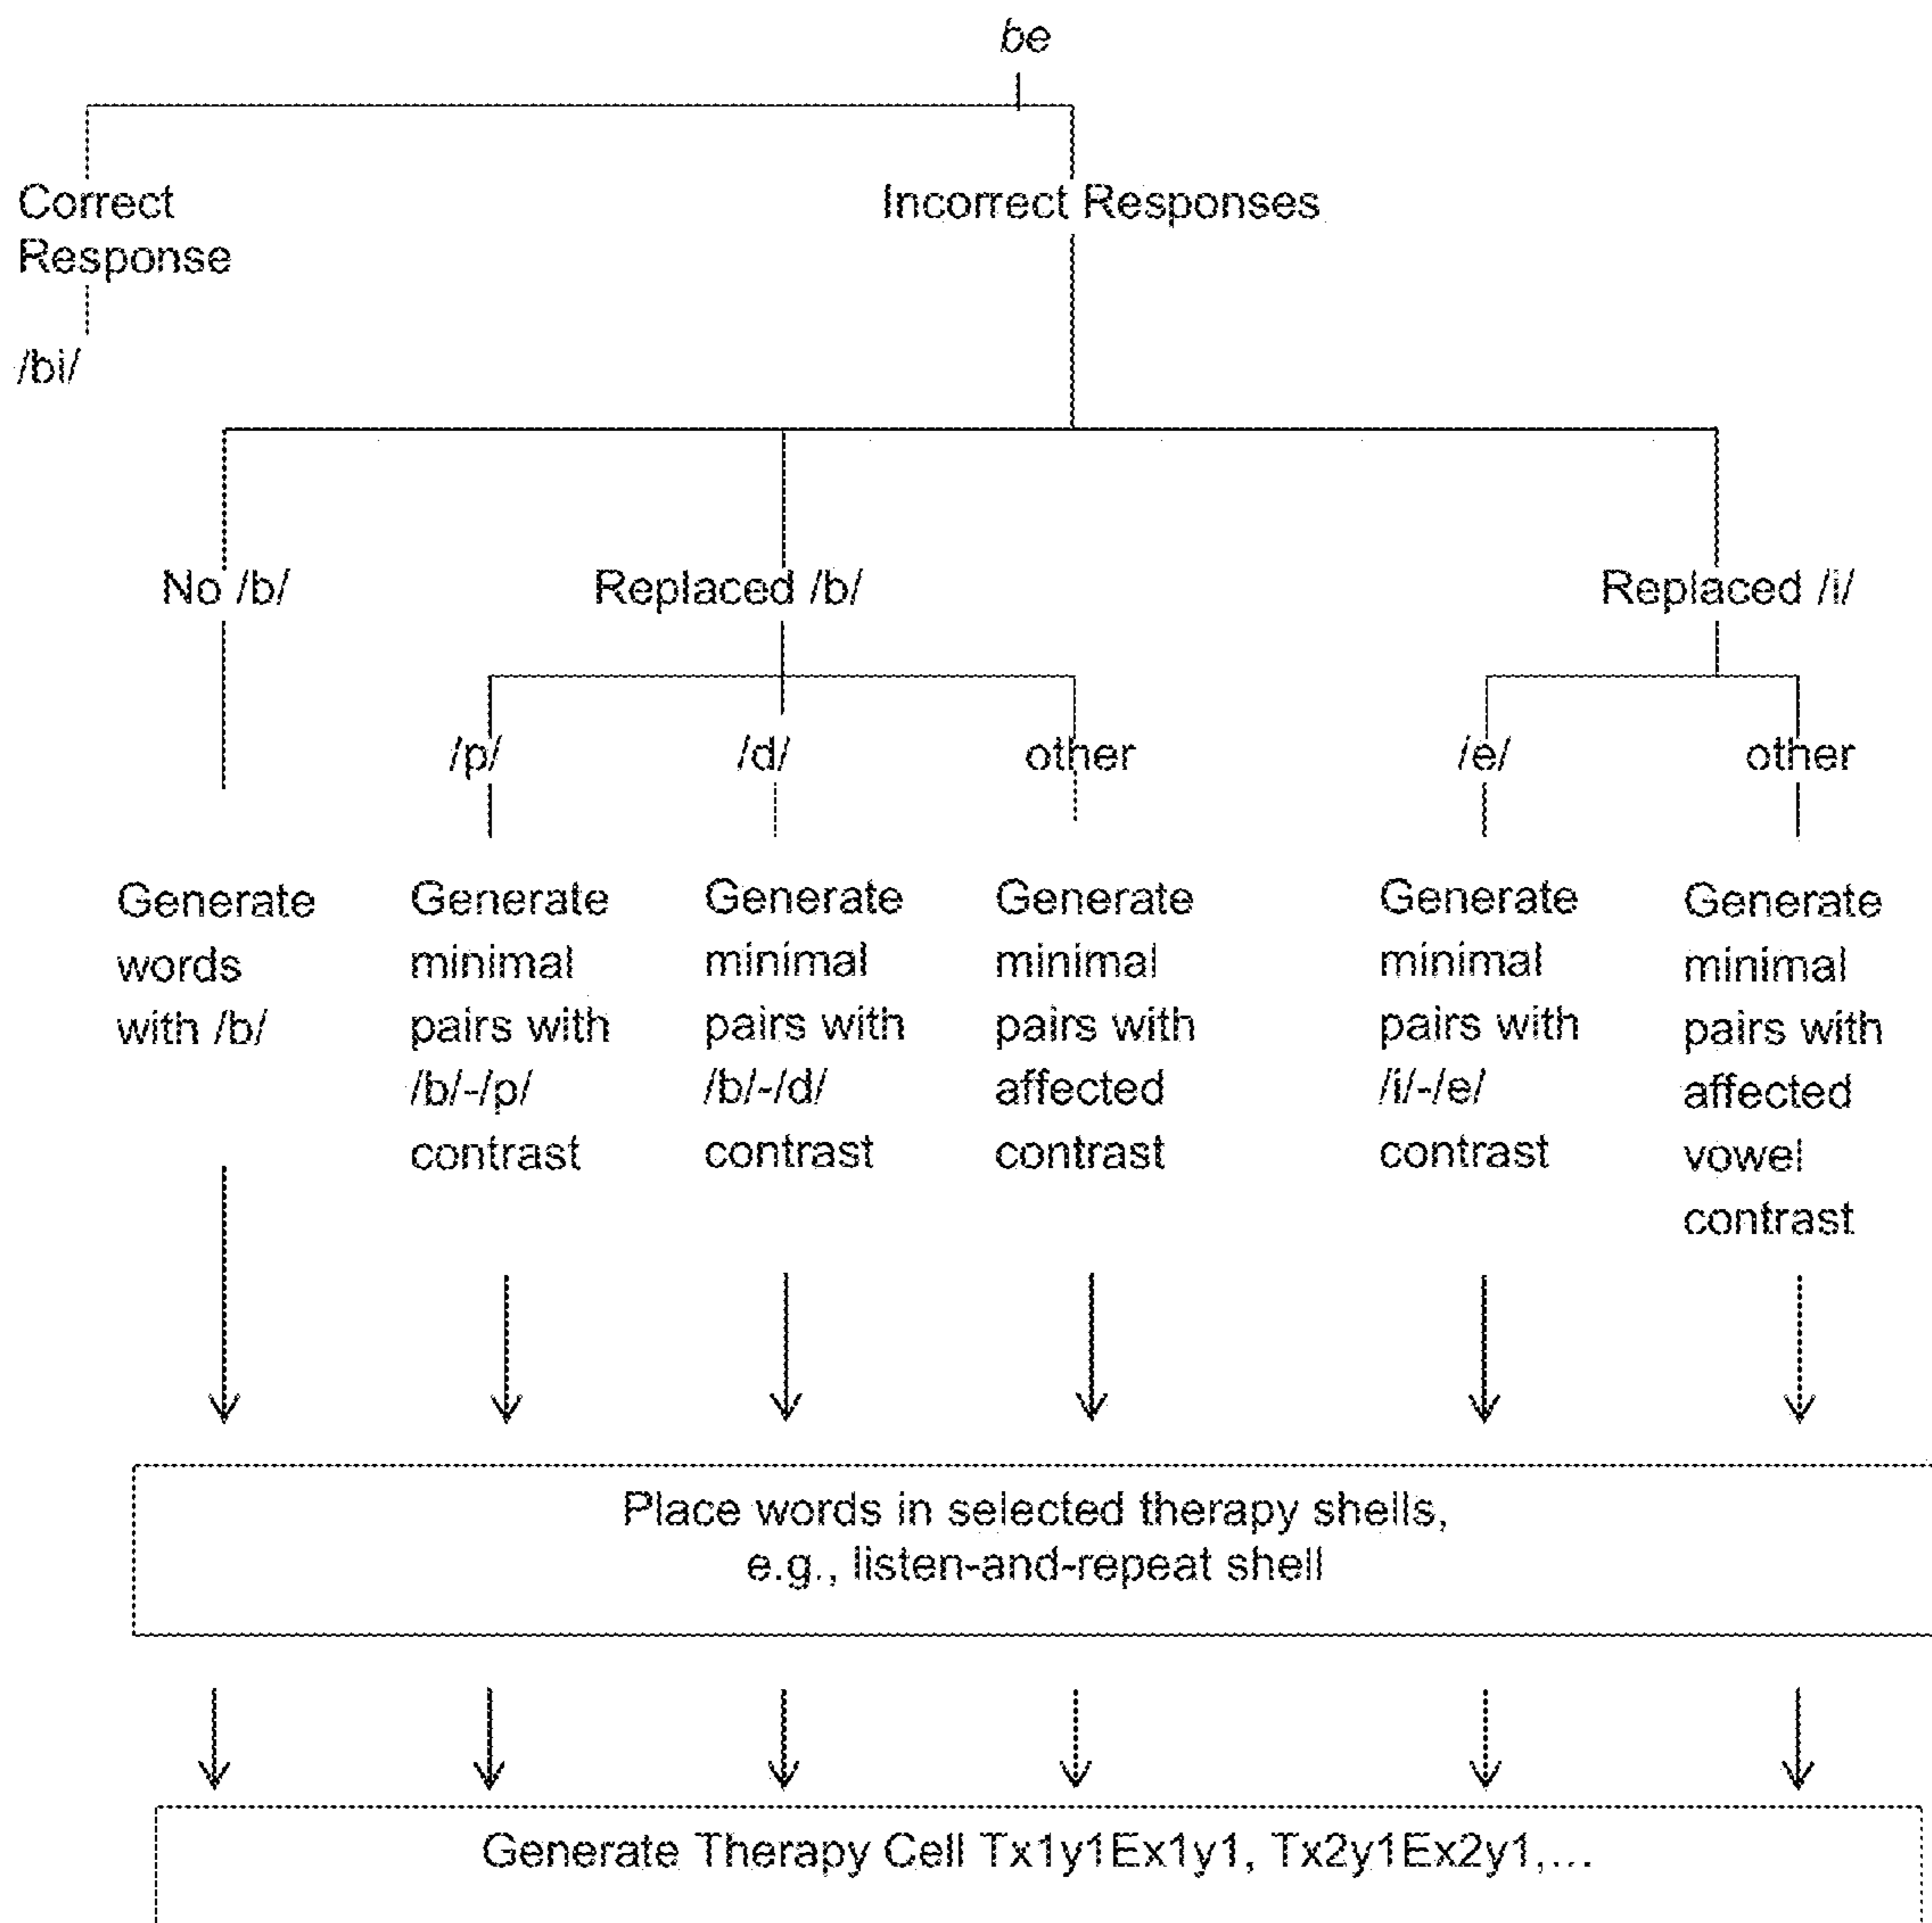 be
Correct
Response
Incorrect Responses
/bi/
No /b/
Replaced /b/
Replaced /i/
/p/
/d/
other
/e/
other
Generate
words
with /b/
Generate
minimal
pairs with
/b/-/p/
contrast
Generate
minimal
pairs with
/b/-/d/
contrast
Generate
minimal
pairs with
affected
contrast
Generate
minimal
pairs with
/i/-/e/
contrast
Generate
minimal
pairs with
affected
vowel
contrast
Place words in selected therapy shells,
e.g., listen-and-repeat shell
Generate Therapy Cell Tx1y1Ex1y1, Tx2y1Ex2y1,...